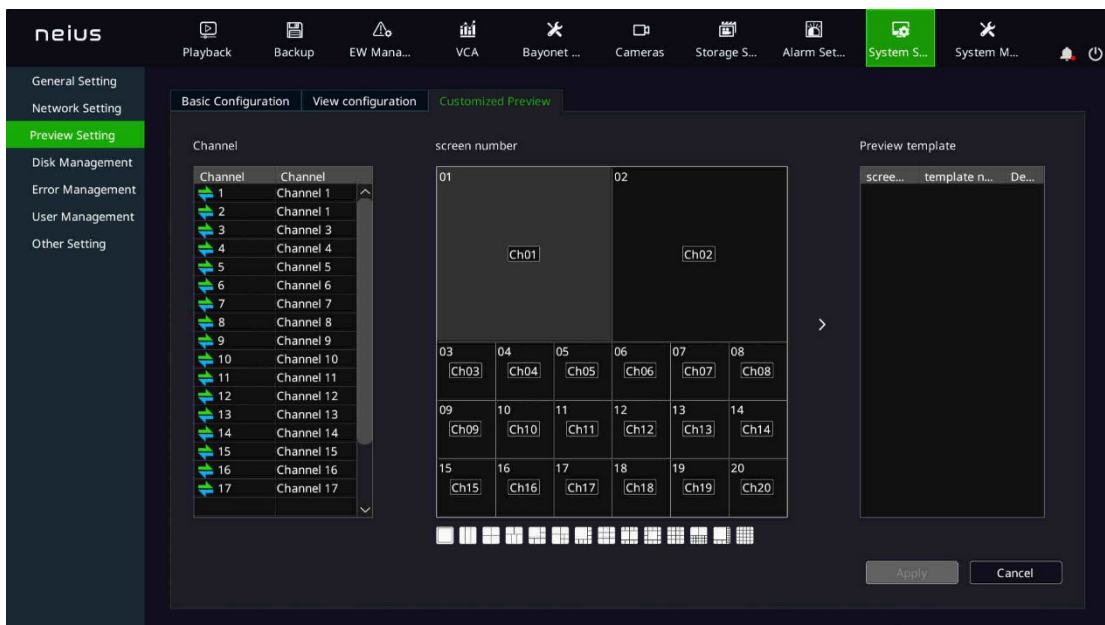 neius
Playback Backup EW Mana... VCA Bayonet ... Cameras Storage S... Alarm Set... System S... System M...
General Setting
Network Setting
Preview Setting
Disk Management
Error Management
User Management
Other Setting
Basic Configuration View configuration Customized Preview
Channel
Channel Channel
1 Channel 1
2 Channel 1
3 Channel 3
4 Channel 4
5 Channel 5
6 Channel 6
7 Channel 7
8 Channel 8
9 Channel 9
10 Channel 10
11 Channel 11
12 Channel 12
13 Channel 13
14 Channel 14
15 Channel 15
16 Channel 16
17 Channel 17
screen number
01 02
Ch01 Ch02
03 04 05 06 07 08
Ch03 Ch04 Ch05 Ch06 Ch07 Ch08
09 10 11 12 13 14
Ch09 Ch10 Ch11 Ch12 Ch13 Ch14
15 16 17 18 19 20
Ch15 Ch16 Ch17 Ch18 Ch19 Ch20
>
Preview template
scree... template n... De...
Apply Cancel